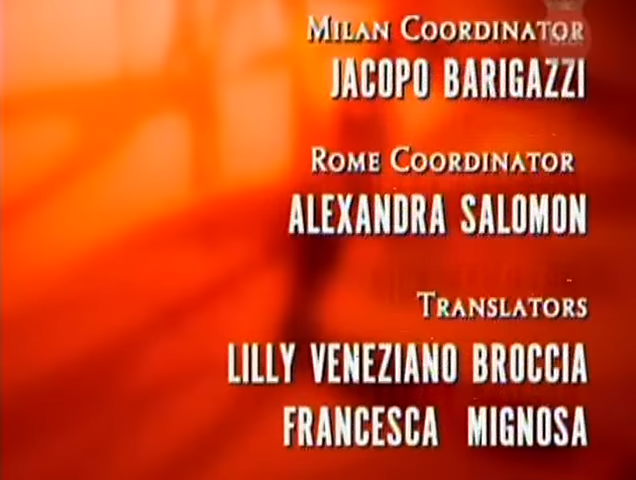 Milan Coordinator
JACOPO BARIGAZZI
Rome Coordinator
ALEXANDRA SALOMON
Translators
LILLY VENEZIANO BROCCIA
FRANCESCA MIGNOSA